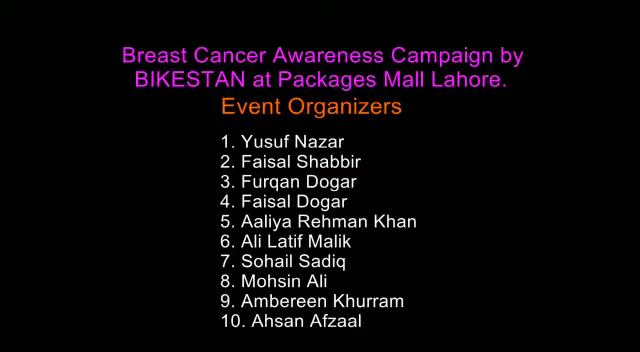 Breast Cancer Awareness Campaign by
BIKESTAN at Packages Mall Lahore.
Event Organizers
1. Yusuf Nazar
2. Faisal Shabbir
3. Furqan Dogar
4. Faisal Dogar
5. Aaliya Rehman Khan
6. Ali Latif Malik
7. Sohail Sadiq
8. Mohsin Ali
9. Ambereen Khurram
10. Ahsan Afzaal